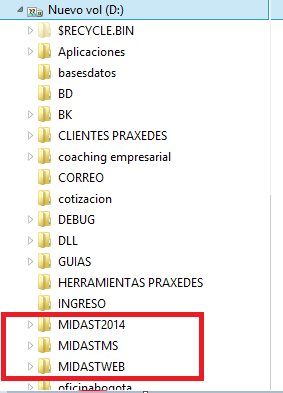 Nuevo vol (D:)
$RECYCLE.BIN
Aplicaciones
basesdatos
BD
BK
CLIENTES PRAXEDES
coaching empresarial
CORREO
cotizacion
DEBUG
DLL
GUIAS
HERRAMIENTAS PRAXEDES
INGRESO
MIDAST2014
MIDASTMS
MIDASTWEB
oficinabogota